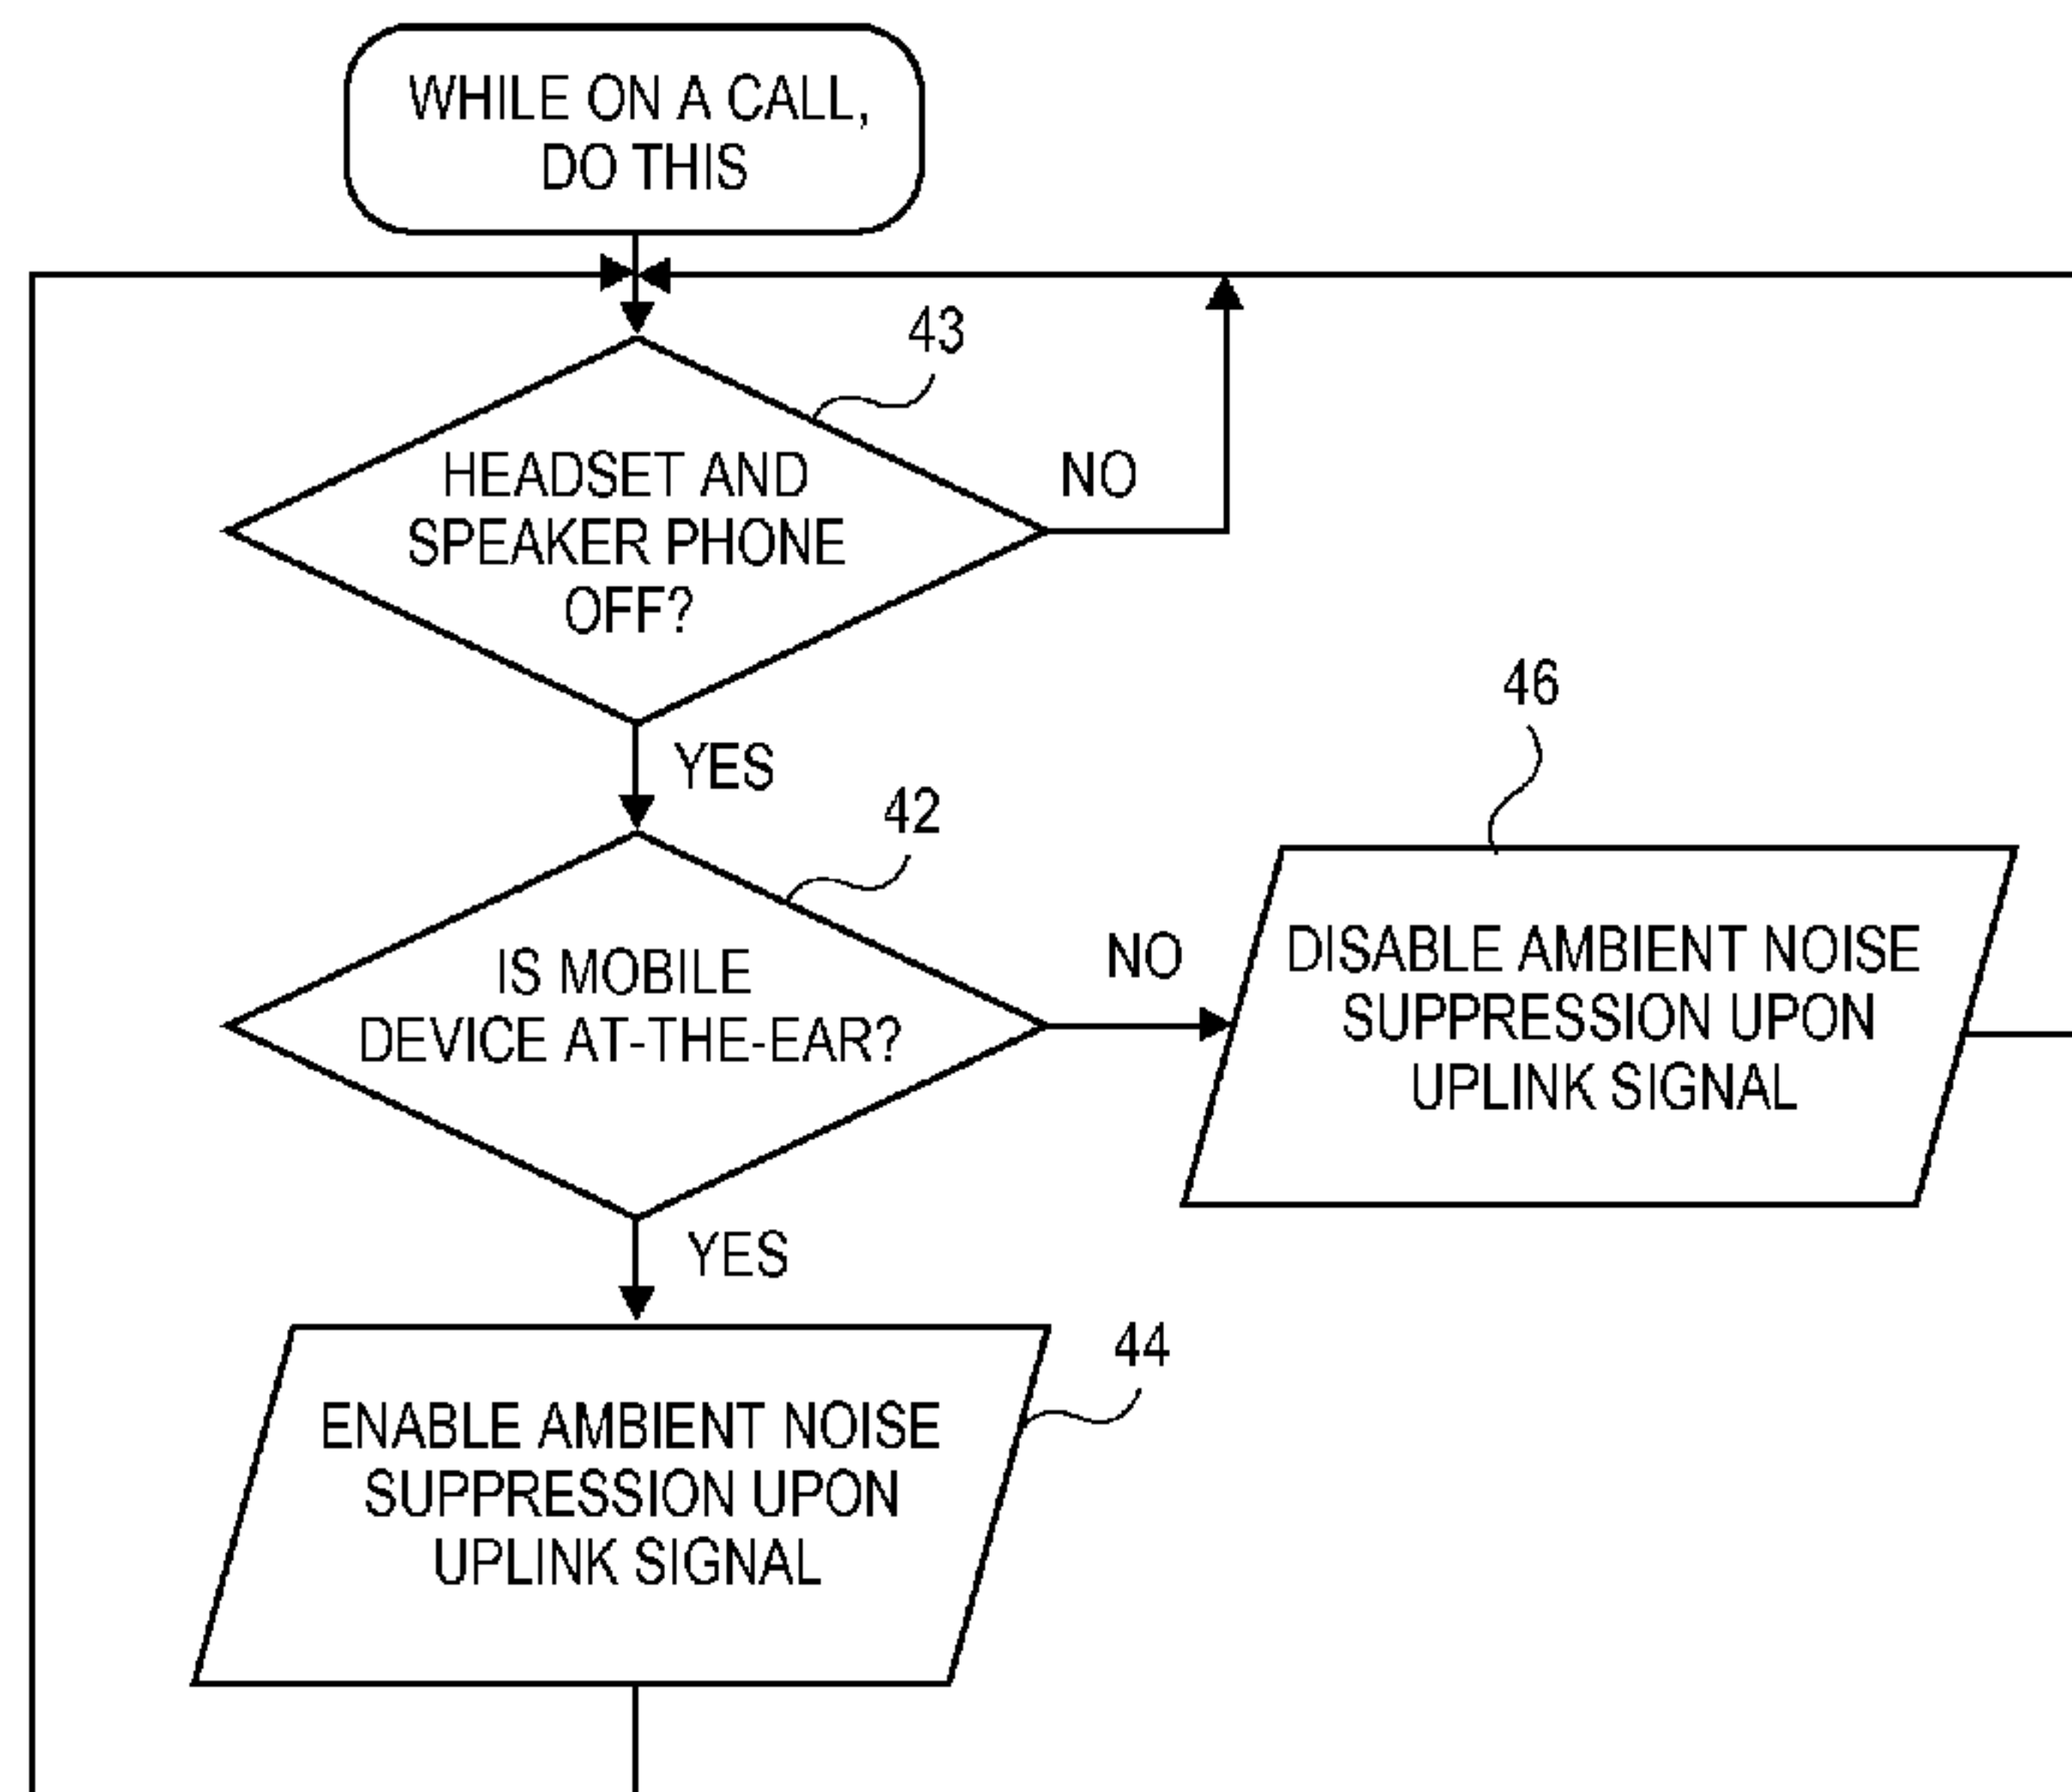 WHILE ON A CALL,
DO THIS
43
HEADSET AND
SPEAKER PHONE
OFF?
NO
YES
42
IS MOBILE
DEVICE AT-THE-EAR?
NO
46
DISABLE AMBIENT NOISE
SUPPRESSION UPON
UPLINK SIGNAL
YES
44
ENABLE AMBIENT NOISE
SUPPRESSION UPON
UPLINK SIGNAL